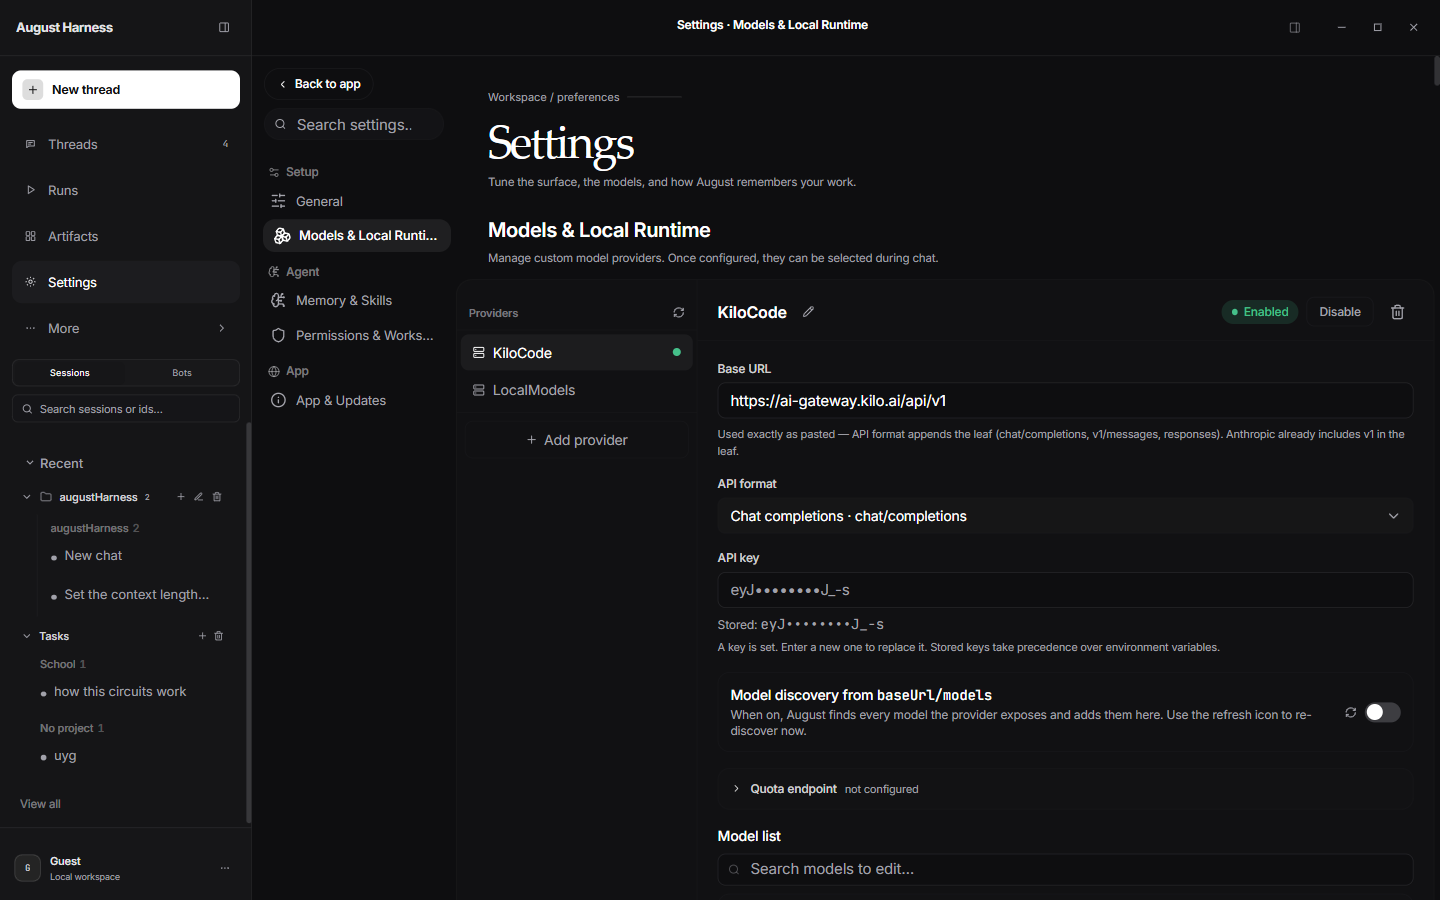 August Harness
Settings · Models & Local Runtime
New thread
Threads 4
Runs
Artifacts
Settings
More
Sessions Bots
Search sessions or ids...
Recent
augustHarness 2
augustHarness 2
New chat
Set the context length...
Tasks
School 1
how this circuits work
No project 1
uyg
View all
G
Guest
Local workspace
Back to app
Search settings..
Setup
General
Models & Local Runti...
Agent
Memory & Skills
Permissions & Works...
App
App & Updates
Workspace / preferences
Settings
Tune the surface, the models, and how August remembers your work.
Models & Local Runtime
Manage custom model providers. Once configured, they can be selected during chat.
Providers
KiloCode
LocalModels
+ Add provider
KiloCode
Enabled
Disable
Base URL
https://ai-gateway.kilo.ai/api/v1
Used exactly as pasted — API format appends the leaf (chat/completions, v1/messages, responses). Anthropic already includes v1 in the
leaf.
API format
Chat completions · chat/completions
API key
eyJ••••••••J_-s
Stored: eyJ••••••••J_-s
A key is set. Enter a new one to replace it. Stored keys take precedence over environment variables.
Model discovery from baseUrl/models
When on, August finds every model the provider exposes and adds them here. Use the refresh icon to re-
discover now.
Quota endpoint not configured
Model list
Search models to edit...